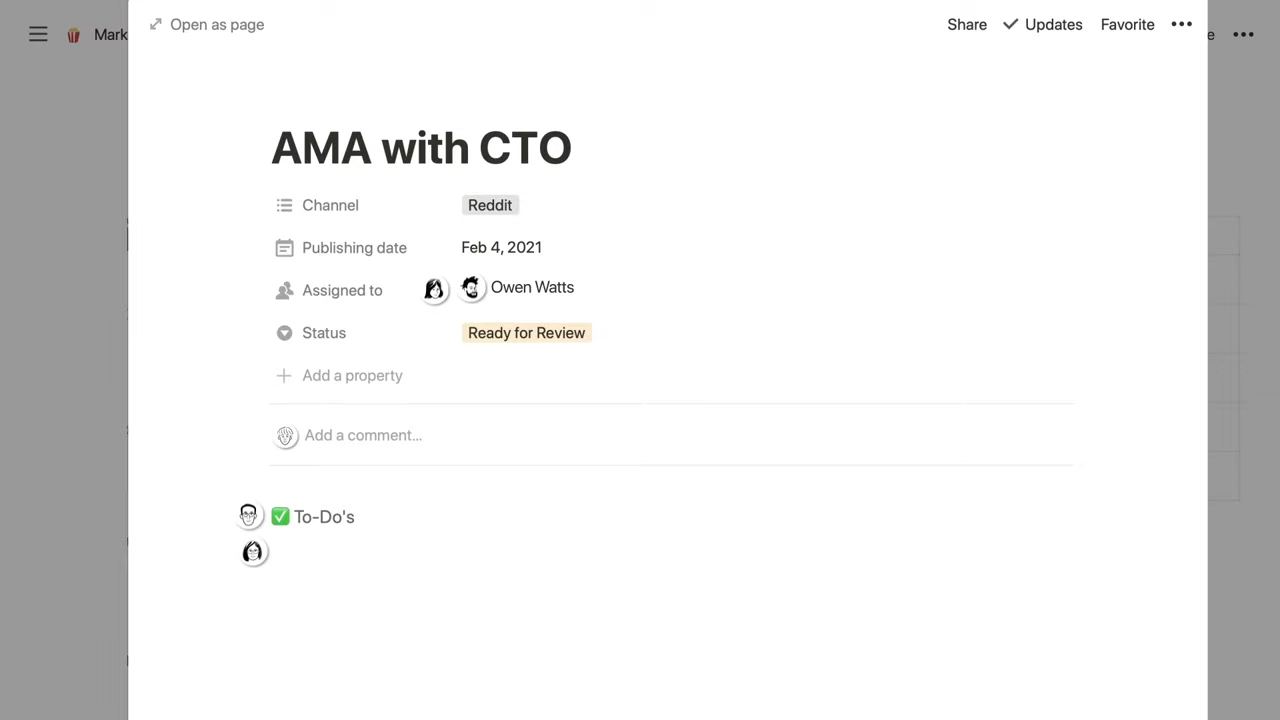 Open as page
Share
Updates
Favorite
Mark
e
AMA with CTO
Channel Reddit
Publishing date Feb 4, 2021
Assigned to Owen Watts
Status Ready for Review
Add a property
Add a comment...
✅ To-Do's